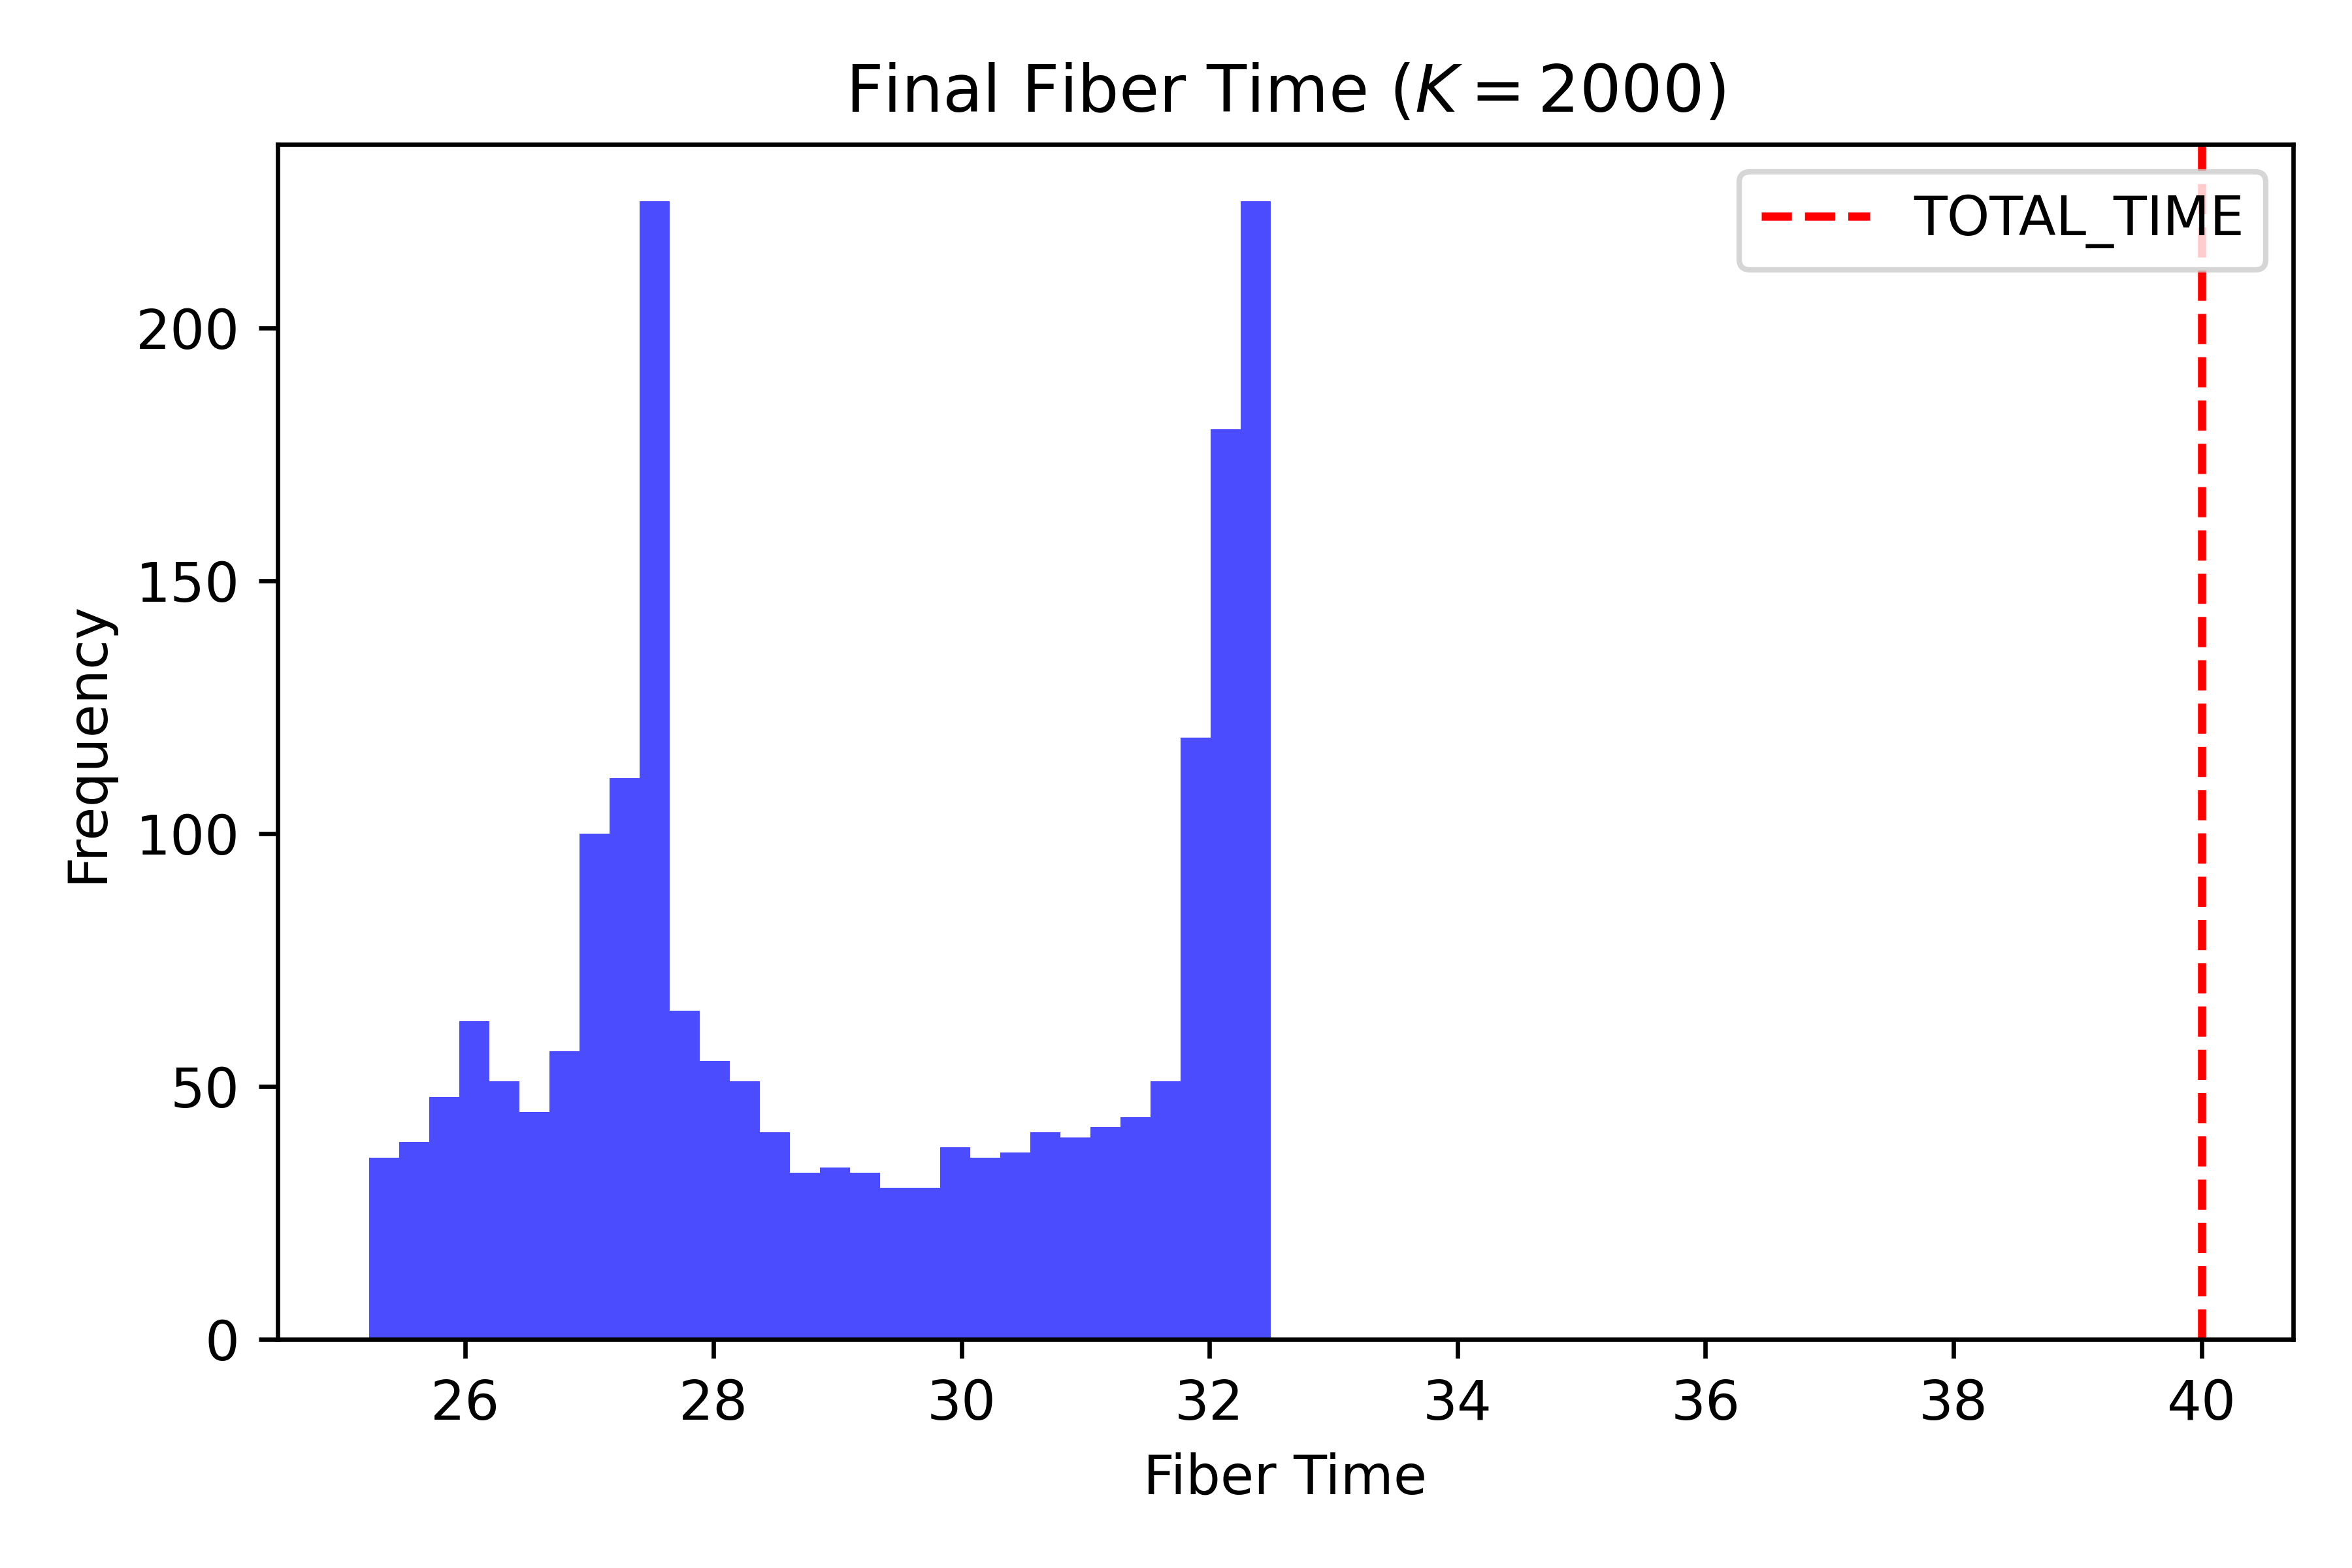 Final Fiber Time (K = 2000)
TOTAL_TIME
Frequency
200
150
100
50
0
26 28 30 32 34 36 38 40
Fiber Time